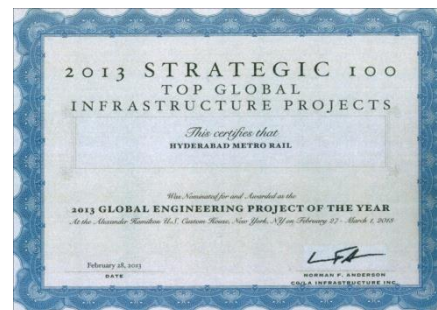 2013 STRATEGIC 100
TOP GLOBAL
INFRASTRUCTURE PROJECTS
This certifies that
HYDERABAD METRO RAIL
Was Nominated for and Awarded as the
2013 GLOBAL ENGINEERING PROJECT OF THE YEAR
At the Alexander Hamilton U.S. Custom House, New York, NY on February 27 - March 1, 2013
February 28, 2013
DATE
NORMAN F. ANDERSON
CG/LA INFRASTRUCTURE INC.